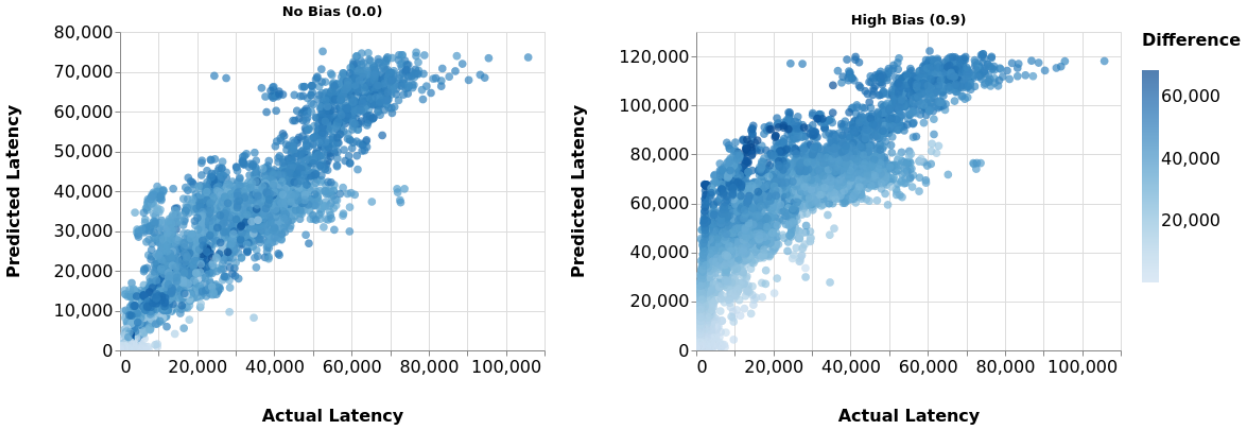 No Bias (0.0)
80,000
70,000
60,000
50,000
40,000
30,000
20,000
10,000
0
0 20,000 40,000 60,000 80,000 100,000
Predicted Latency
Actual Latency
High Bias (0.9)
120,000
100,000
80,000
60,000
40,000
20,000
0
0 20,000 40,000 60,000 80,000 100,000
Predicted Latency
Actual Latency
Difference
60,000
40,000
20,000